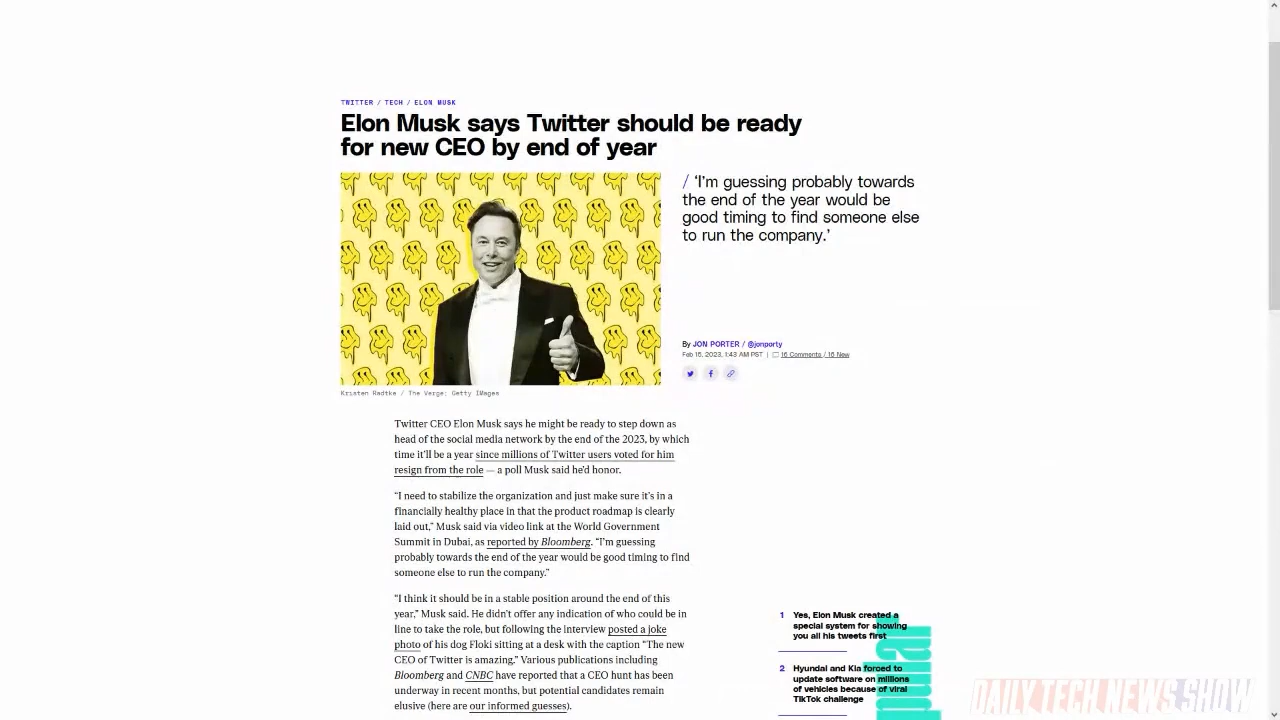 TWITTER / TECH / ELON MUSK
Elon Musk says Twitter should be ready
for new CEO by end of year
/ ‘I’m guessing probably towards
the end of the year would be
good timing to find someone else
to run the company.’
By JON PORTER / @jonporty
Feb 15, 2023, 1:43 AM PST | 16 Comments / 16 New
Kristen Radtke / The Verge; Getty Images
Twitter CEO Elon Musk says he might be ready to step down as
head of the social media network by the end of the 2023, by which
time it’ll be a year since millions of Twitter users voted for him
resign from the role — a poll Musk said he’d honor.
“I need to stabilize the organization and just make sure it’s in a
financially healthy place in that the product roadmap is clearly
laid out,” Musk said via video link at the World Government
Summit in Dubai, as reported by Bloomberg. “I’m guessing
probably towards the end of the year would be good timing to find
someone else to run the company.”
“I think it should be in a stable position around the end of this
year,” Musk said. He didn’t offer any indication of who could be in
line to take the role, but following the interview posted a joke
photo of his dog Floki sitting at a desk with the caption “The new
CEO of Twitter is amazing.” Various publications including
Bloomberg and CNBC have reported that a CEO hunt has been
underway in recent months, but potential candidates remain
elusive (here are our informed guesses).
1 Yes, Elon Musk created a
special system for showing
you all his tweets first
2 Hyundai and Kia forced to
update software on millions
of vehicles because of viral
TikTok challenge
DAILY TECH NEWS SHOW